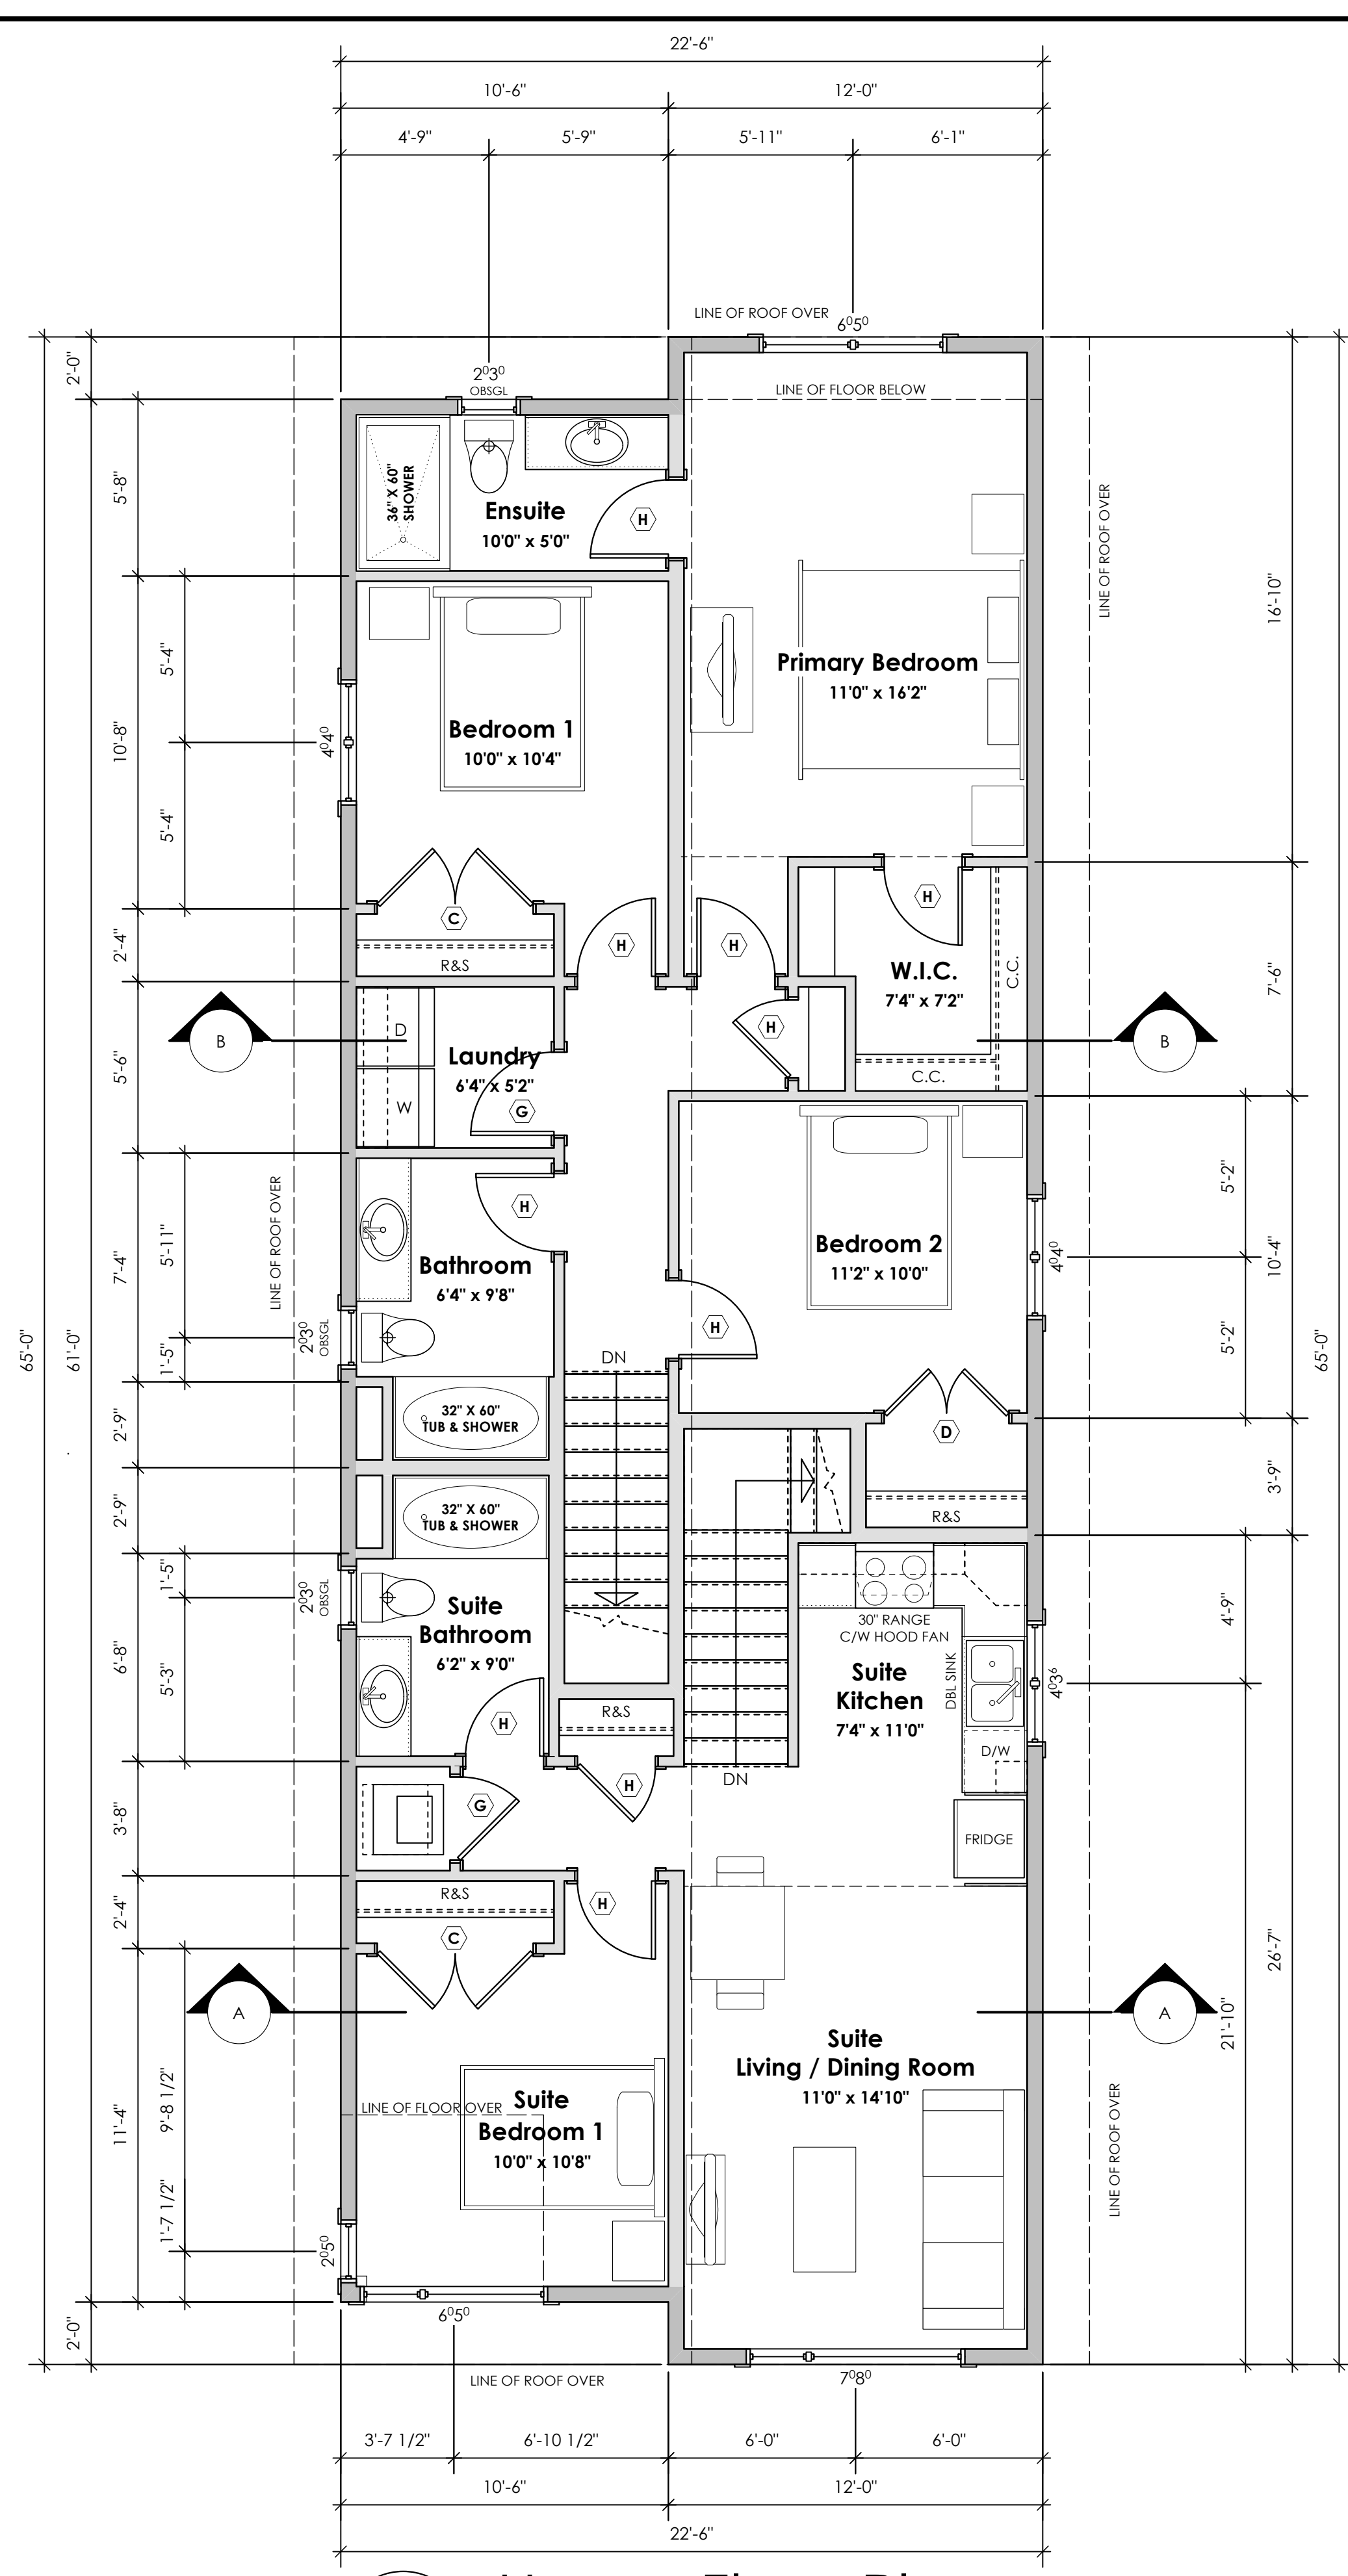 22'-6"
10'-6"
12'-0"
4'-9"
5'-9"
5'-11"
6'-1"
LINE OF ROOF OVER
6⁰5⁰
2'-0"
2⁰3⁰
OBSGL
LINE OF FLOOR BELOW
5'-8"
36" X 60"
SHOWER
Ensuite
10'0" x 5'0"
H
LINE OF ROOF OVER
16'-10"
5'-4"
Primary Bedroom
11'0" x 16'2"
Bedroom 1
10'0" x 10'4"
10'-8"
4⁰4⁰
5'-4"
H
C
2'-4"
H
H
R&S
W.I.C.
7'4" x 7'2"
C.C.
7'-6"
B
D
H
B
Laundry
6'4" x 5'2"
5'-6"
C.C.
W
G
5'-2"
H
LINE OF ROOF OVER
5'-11"
Bedroom 2
11'2" x 10'0"
4⁰4⁰
10'-4"
7'-4"
Bathroom
6'4" x 9'8"
65'-0"
61'-0"
1'-5"
2⁰3⁰
OBSGL
H
5'-2"
65'-0"
DN
32" X 60"
TUB & SHOWER
2'-9"
D
3'-9"
32" X 60"
TUB & SHOWER
2'-9"
R&S
1'-5"
2⁰3⁰
OBSGL
Suite
Bathroom
6'2" x 9'0"
30" RANGE
C/W HOOD FAN
4'-9"
6'-8"
5'-3"
Suite
Kitchen
7'4" x 11'0"
DBL SINK
4⁰3⁶
R&S
H
D/W
DN
H
G
3'-8"
FRIDGE
R&S
H
2'-4"
C
26'-7"
A
A
21'-10"
Suite
Living / Dining Room
11'0" x 14'10"
9'-8 1/2"
11'-4"
LINE OF FLOOR OVER
Suite
Bedroom 1
10'0" x 10'8"
LINE OF ROOF OVER
1'-7 1/2"
2⁰5⁰
2'-0"
6⁰5⁰
LINE OF ROOF OVER
7⁰8⁰
3'-7 1/2"
6'-10 1/2"
6'-0"
6'-0"
10'-6"
12'-0"
22'-6"